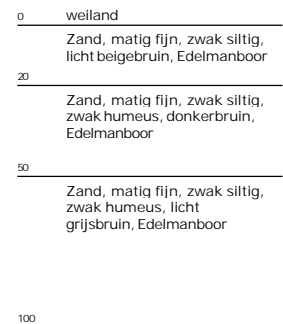 0 weiland
Zand, matig fijn, zwak siltig,
licht beigebruin, Edelmanboor
20
Zand, matig fijn, zwak siltig,
zwak humeus, donkerbruin,
Edelmanboor
50
Zand, matig fijn, zwak siltig,
zwak humeus, licht
grijsbruin, Edelmanboor
100